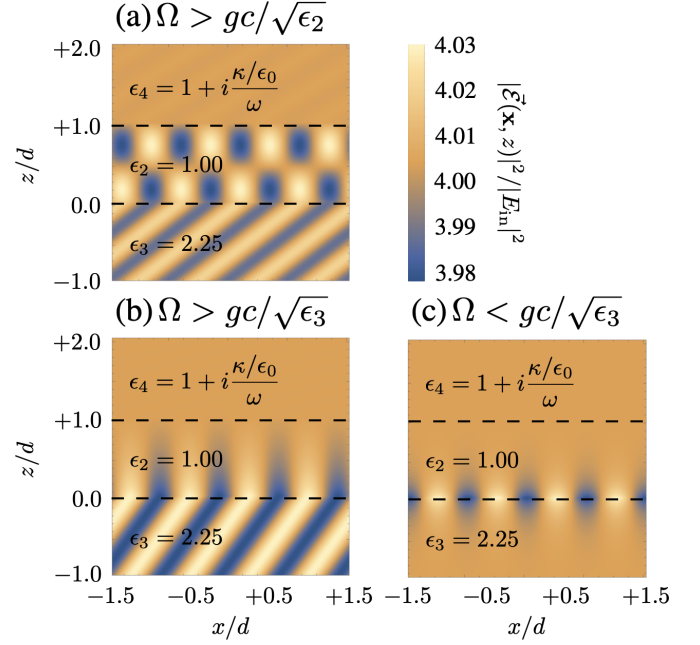 (a) Ω > gc/√ϵ₂
+2.0
+1.0
0.0
−1.0
z/d
ϵ₄ = 1 + i (κ/ϵ₀)/ω
ϵ₂ = 1.00
ϵ₃ = 2.25
4.03
4.01
4.00
3.99
3.98
|ℰ⃗(x, z)|²/|E_in|²
(b) Ω > gc/√ϵ₃
+2.0
+1.0
0.0
−1.0
z/d
ϵ₄ = 1 + i (κ/ϵ₀)/ω
ϵ₂ = 1.00
ϵ₃ = 2.25
−1.5 −0.5 +0.5 +1.5
x/d
(c) Ω < gc/√ϵ₃
ϵ₄ = 1 + i (κ/ϵ₀)/ω
ϵ₂ = 1.00
ϵ₃ = 2.25
−1.5 −0.5 +0.5 +1.5
x/d